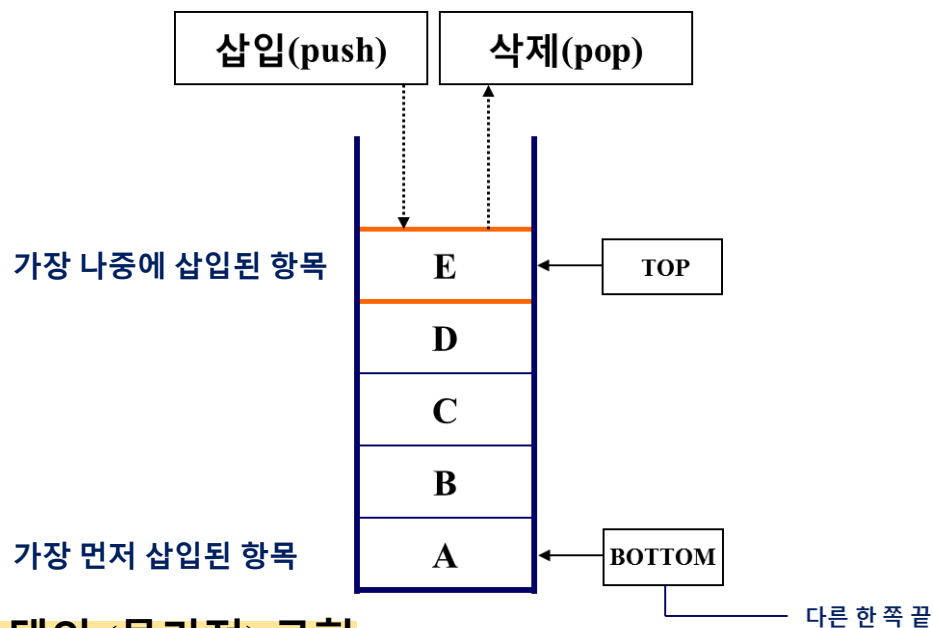 삽입(push)
삭제(pop)
가장 나중에 삽입된 항목
E
TOP
D
C
B
가장 먼저 삽입된 항목
A
BOTTOM
다른 한 쪽 끝